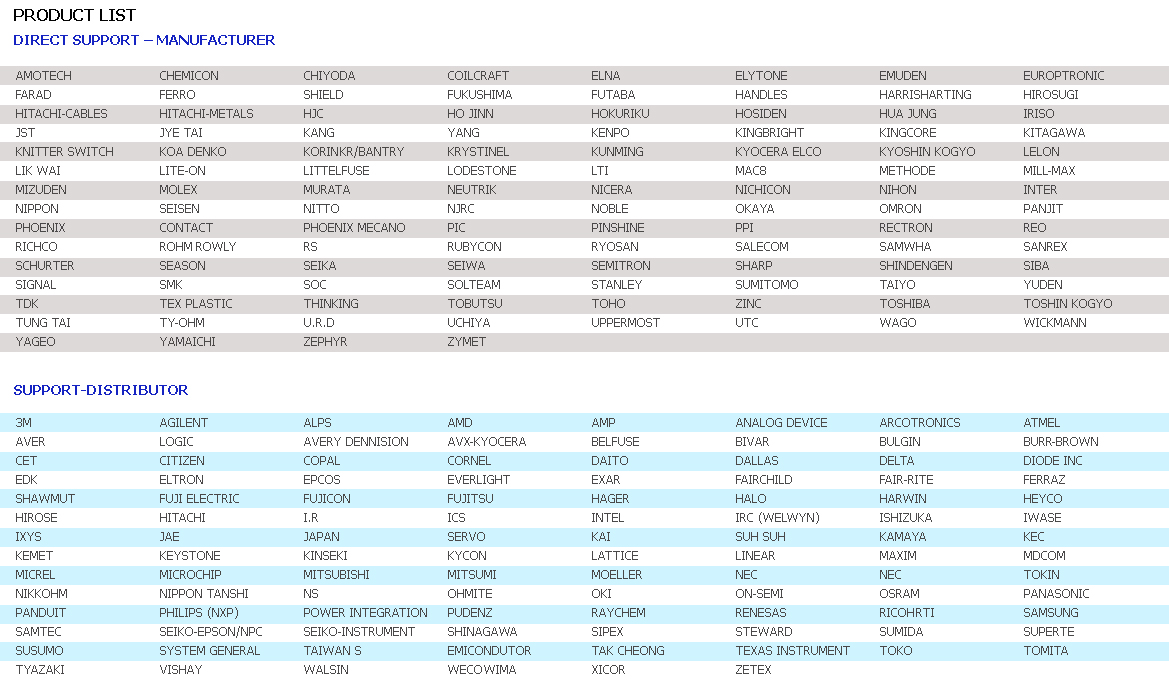 PRODUCT LIST
DIRECT SUPPORT – MANUFACTURER
AMOTECH CHEMICON CHIYODA COILCRAFT ELNA ELYTONE EMUDEN EUROPTRONIC
FARAD FERRO SHIELD FUKUSHIMA FUTABA HANDLES HARRISHARTING HIROSUGI
HITACHI-CABLES HITACHI-METALS HJC HO JINN HOKURIKU HOSIDEN HUA JUNG IRISO
JST JYE TAI KANG YANG KENPO KINGBRIGHT KINGCORE KITAGAWA
KNITTER SWITCH KOA DENKO KORINKR/BANTRY KRYSTINEL KUNMING KYOCERA ELCO KYOSHIN KOGYO LELON
LIK WAI LITE-ON LITTELFUSE LODESTONE LTI MAC8 METHODE MILL-MAX
MIZUDEN MOLEX MURATA NEUTRIK NICERA NICHICON NIHON INTER
NIPPON SEISEN NITTO NJRC NOBLE OKAYA OMRON PANJIT
PHOENIX CONTACT PHOENIX MECANO PIC PINSHINE PPI RECTRON REO
RICHCO ROHM ROWLY RS RUBYCON RYOSAN SALECOM SAMWHA SANREX
SCHURTER SEASON SEIKA SEIWA SEMITRON SHARP SHINDENGEN SIBA
SIGNAL SMK SOC SOLTEAM STANLEY SUMITOMO TAIYO YUDEN
TDK TEX PLASTIC THINKING TOBUTSU TOHO ZINC TOSHIBA TOSHIN KOGYO
TUNG TAI TY-OHM U.R.D UCHIYA UPPERMOST UTC WAGO WICKMANN
YAGEO YAMAICHI ZEPHYR ZYMET
SUPPORT-DISTRIBUTOR
3M AGILENT ALPS AMD AMP ANALOG DEVICE ARCOTRONICS ATMEL
AVER LOGIC AVERY DENNISION AVX-KYOCERA BELFUSE BIVAR BULGIN BURR-BROWN
CET CITIZEN COPAL CORNEL DAITO DALLAS DELTA DIODE INC
EDK ELTRON EPCOS EVERLIGHT EXAR FAIRCHILD FAIR-RITE FERRAZ
SHAWMUT FUJI ELECTRIC FUJICON FUJITSU HAGER HALO HARWIN HEYCO
HIROSE HITACHI I.R ICS INTEL IRC (WELWYN) ISHIZUKA IWASE
IXYS JAE JAPAN SERVO KAI SUH SUH KAMAYA KEC
KEMET KEYSTONE KINSEKI KYCON LATTICE LINEAR MAXIM MDCOM
MICREL MICROCHIP MITSUBISHI MITSUMI MOELLER NEC NEC TOKIN
NIKKOHM NIPPON TANSHI NS OHMITE OKI ON-SEMI OSRAM PANASONIC
PANDUIT PHILIPS (NXP) POWER INTEGRATION PUDENZ RAYCHEM RENESAS RICOHRTI SAMSUNG
SAMTEC SEIKO-EPSON/NPC SEIKO-INSTRUMENT SHINAGAWA SIPEX STEWARD SUMIDA SUPERTE
SUSUMO SYSTEM GENERAL TAIWAN S EMICONDUTOR TAK CHEONG TEXAS INSTRUMENT TOKO TOMITA
TYAZAKI VISHAY WALSIN WECOWIMA XICOR ZETEX